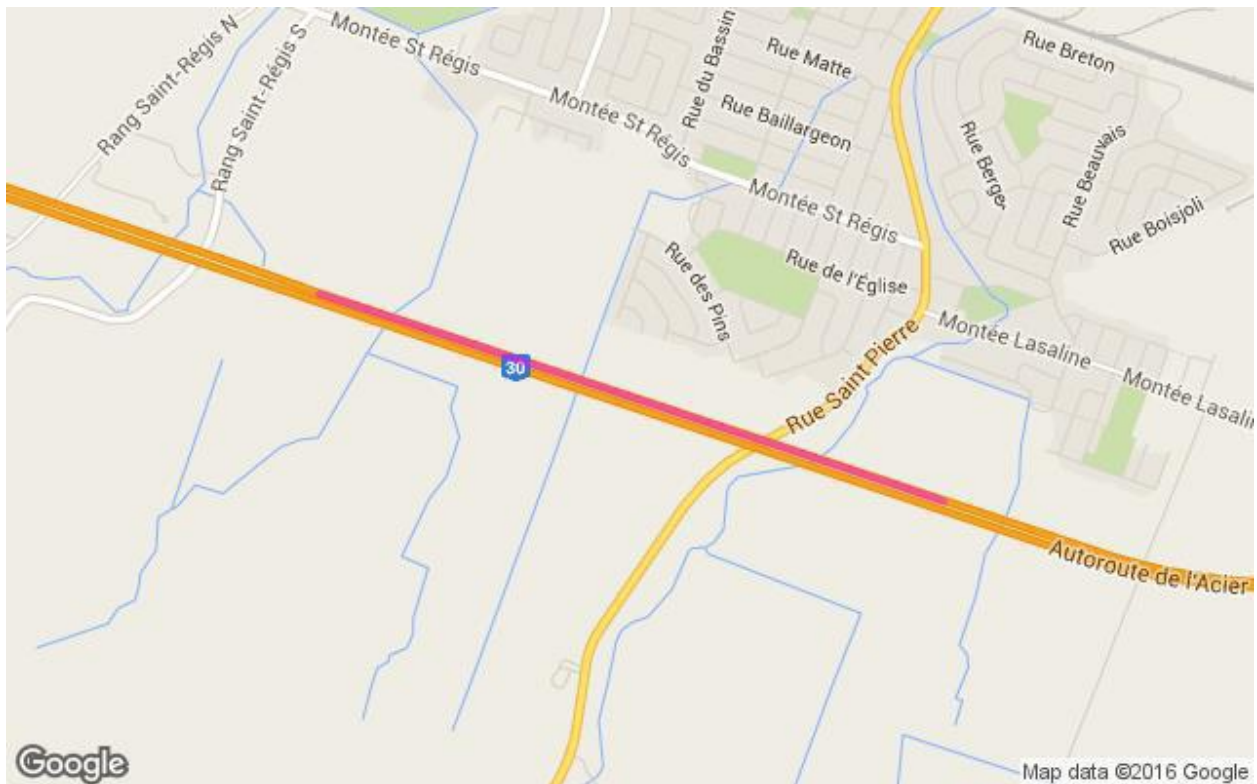 Rang Saint-Régis N
Rang Saint-Régis S
Montée St Régis
Montée St Régis
Rue du Bassin
Rue Matte
Rue Breton
Rue Baillargeon
Rue Berger
Rue Beauvais
Montée St Régis
Rue Boisjoli
Rue des Pins
Rue de l'Église
Montée Lasaline
Rue Saint Pierre
30
Montée Lasalin
Autoroute de l'Acier
Google
Map data ©2016 Google